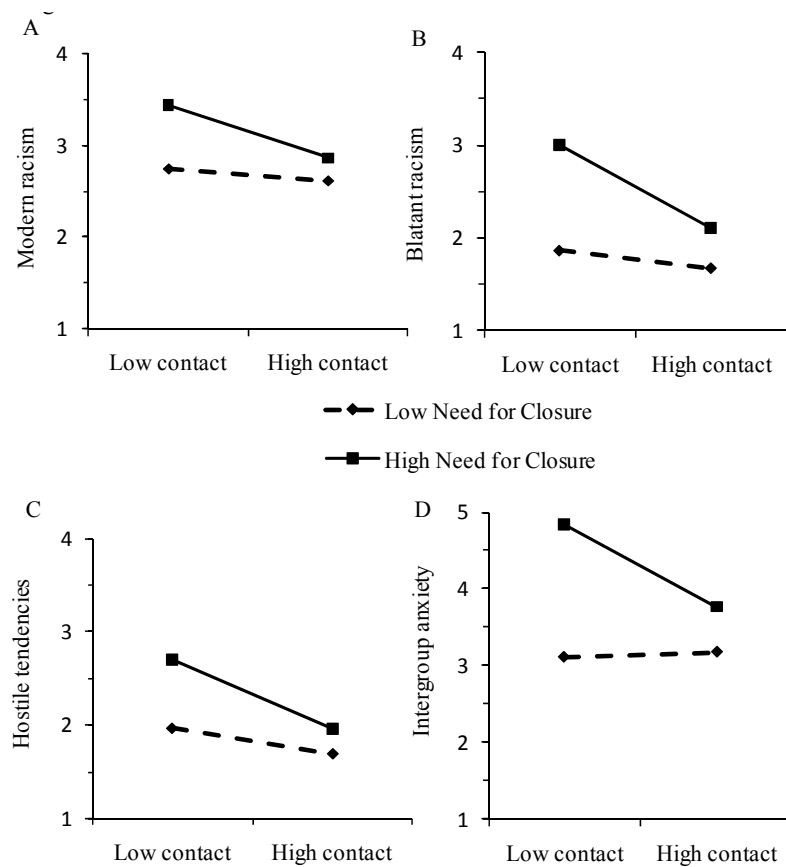 A
4
3
2
1
Modern racism
Low contact High contact
B
4
3
2
1
Blatant racism
Low contact High contact
Low Need for Closure
High Need for Closure
C
4
3
2
1
Hostile tendencies
Low contact High contact
D
5
4
3
2
1
Intergroup anxiety
Low contact High contact